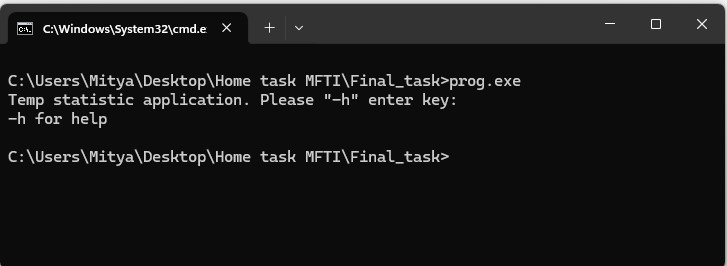 C:\Windows\System32\cmd.e
C:\Users\Mitya\Desktop\Home task MFTI\Final_task>prog.exe
Temp statistic application. Please "-h" enter key:
-h for help
C:\Users\Mitya\Desktop\Home task MFTI\Final_task>